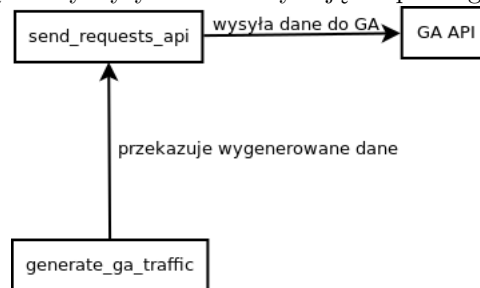 wysyła dane do GA
send_requests_api
GA API
przekazuje wygenerowane dane
generate_ga_traffic